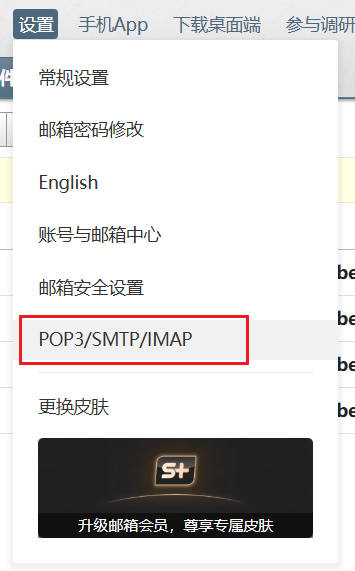 设置 手机App 下载桌面端 参与调研
件
常规设置
邮箱密码修改
English
账号与邮箱中心
be
邮箱安全设置
be
POP3/SMTP/IMAP
be
更换皮肤
be
S+
升级邮箱会员，尊享专属皮肤